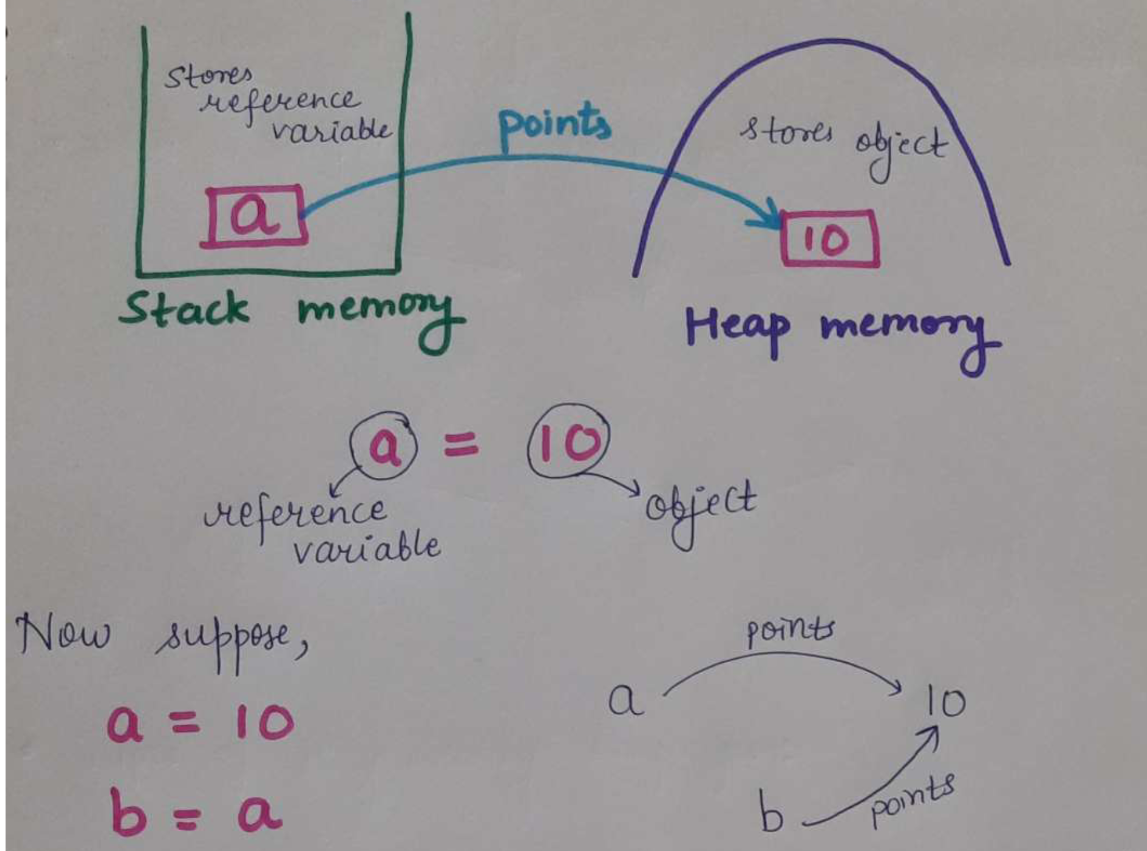 stores
reference
variable
points
stores object
a
10
Stack memory
Heap memory
a = 10
reference
variable
object
Now suppose,
a = 10
b = a
points
a
10
b
points